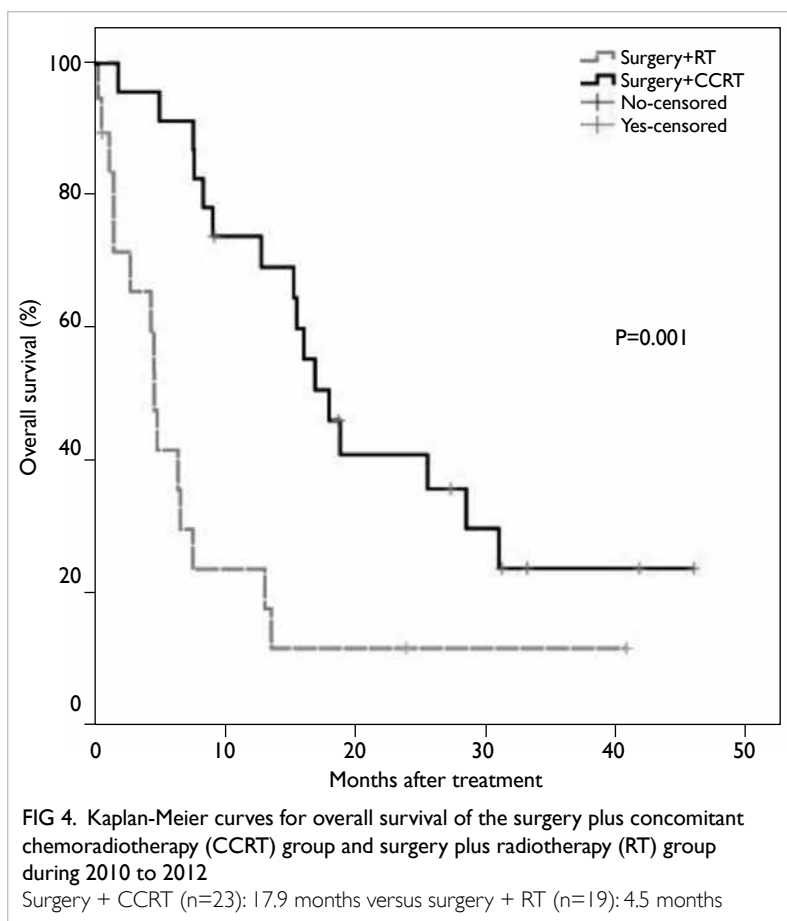 100
80
60
40
20
0
Overall survival (%)
Surgery+RT
Surgery+CCRT
No-censored
Yes-censored
P=0.001
0 10 20 30 40 50
Months after treatment
FIG 4. Kaplan-Meier curves for overall survival of the surgery plus concomitant
chemoradiotherapy (CCRT) group and surgery plus radiotherapy (RT) group
during 2010 to 2012
Surgery + CCRT (n=23): 17.9 months versus surgery + RT (n=19): 4.5 months